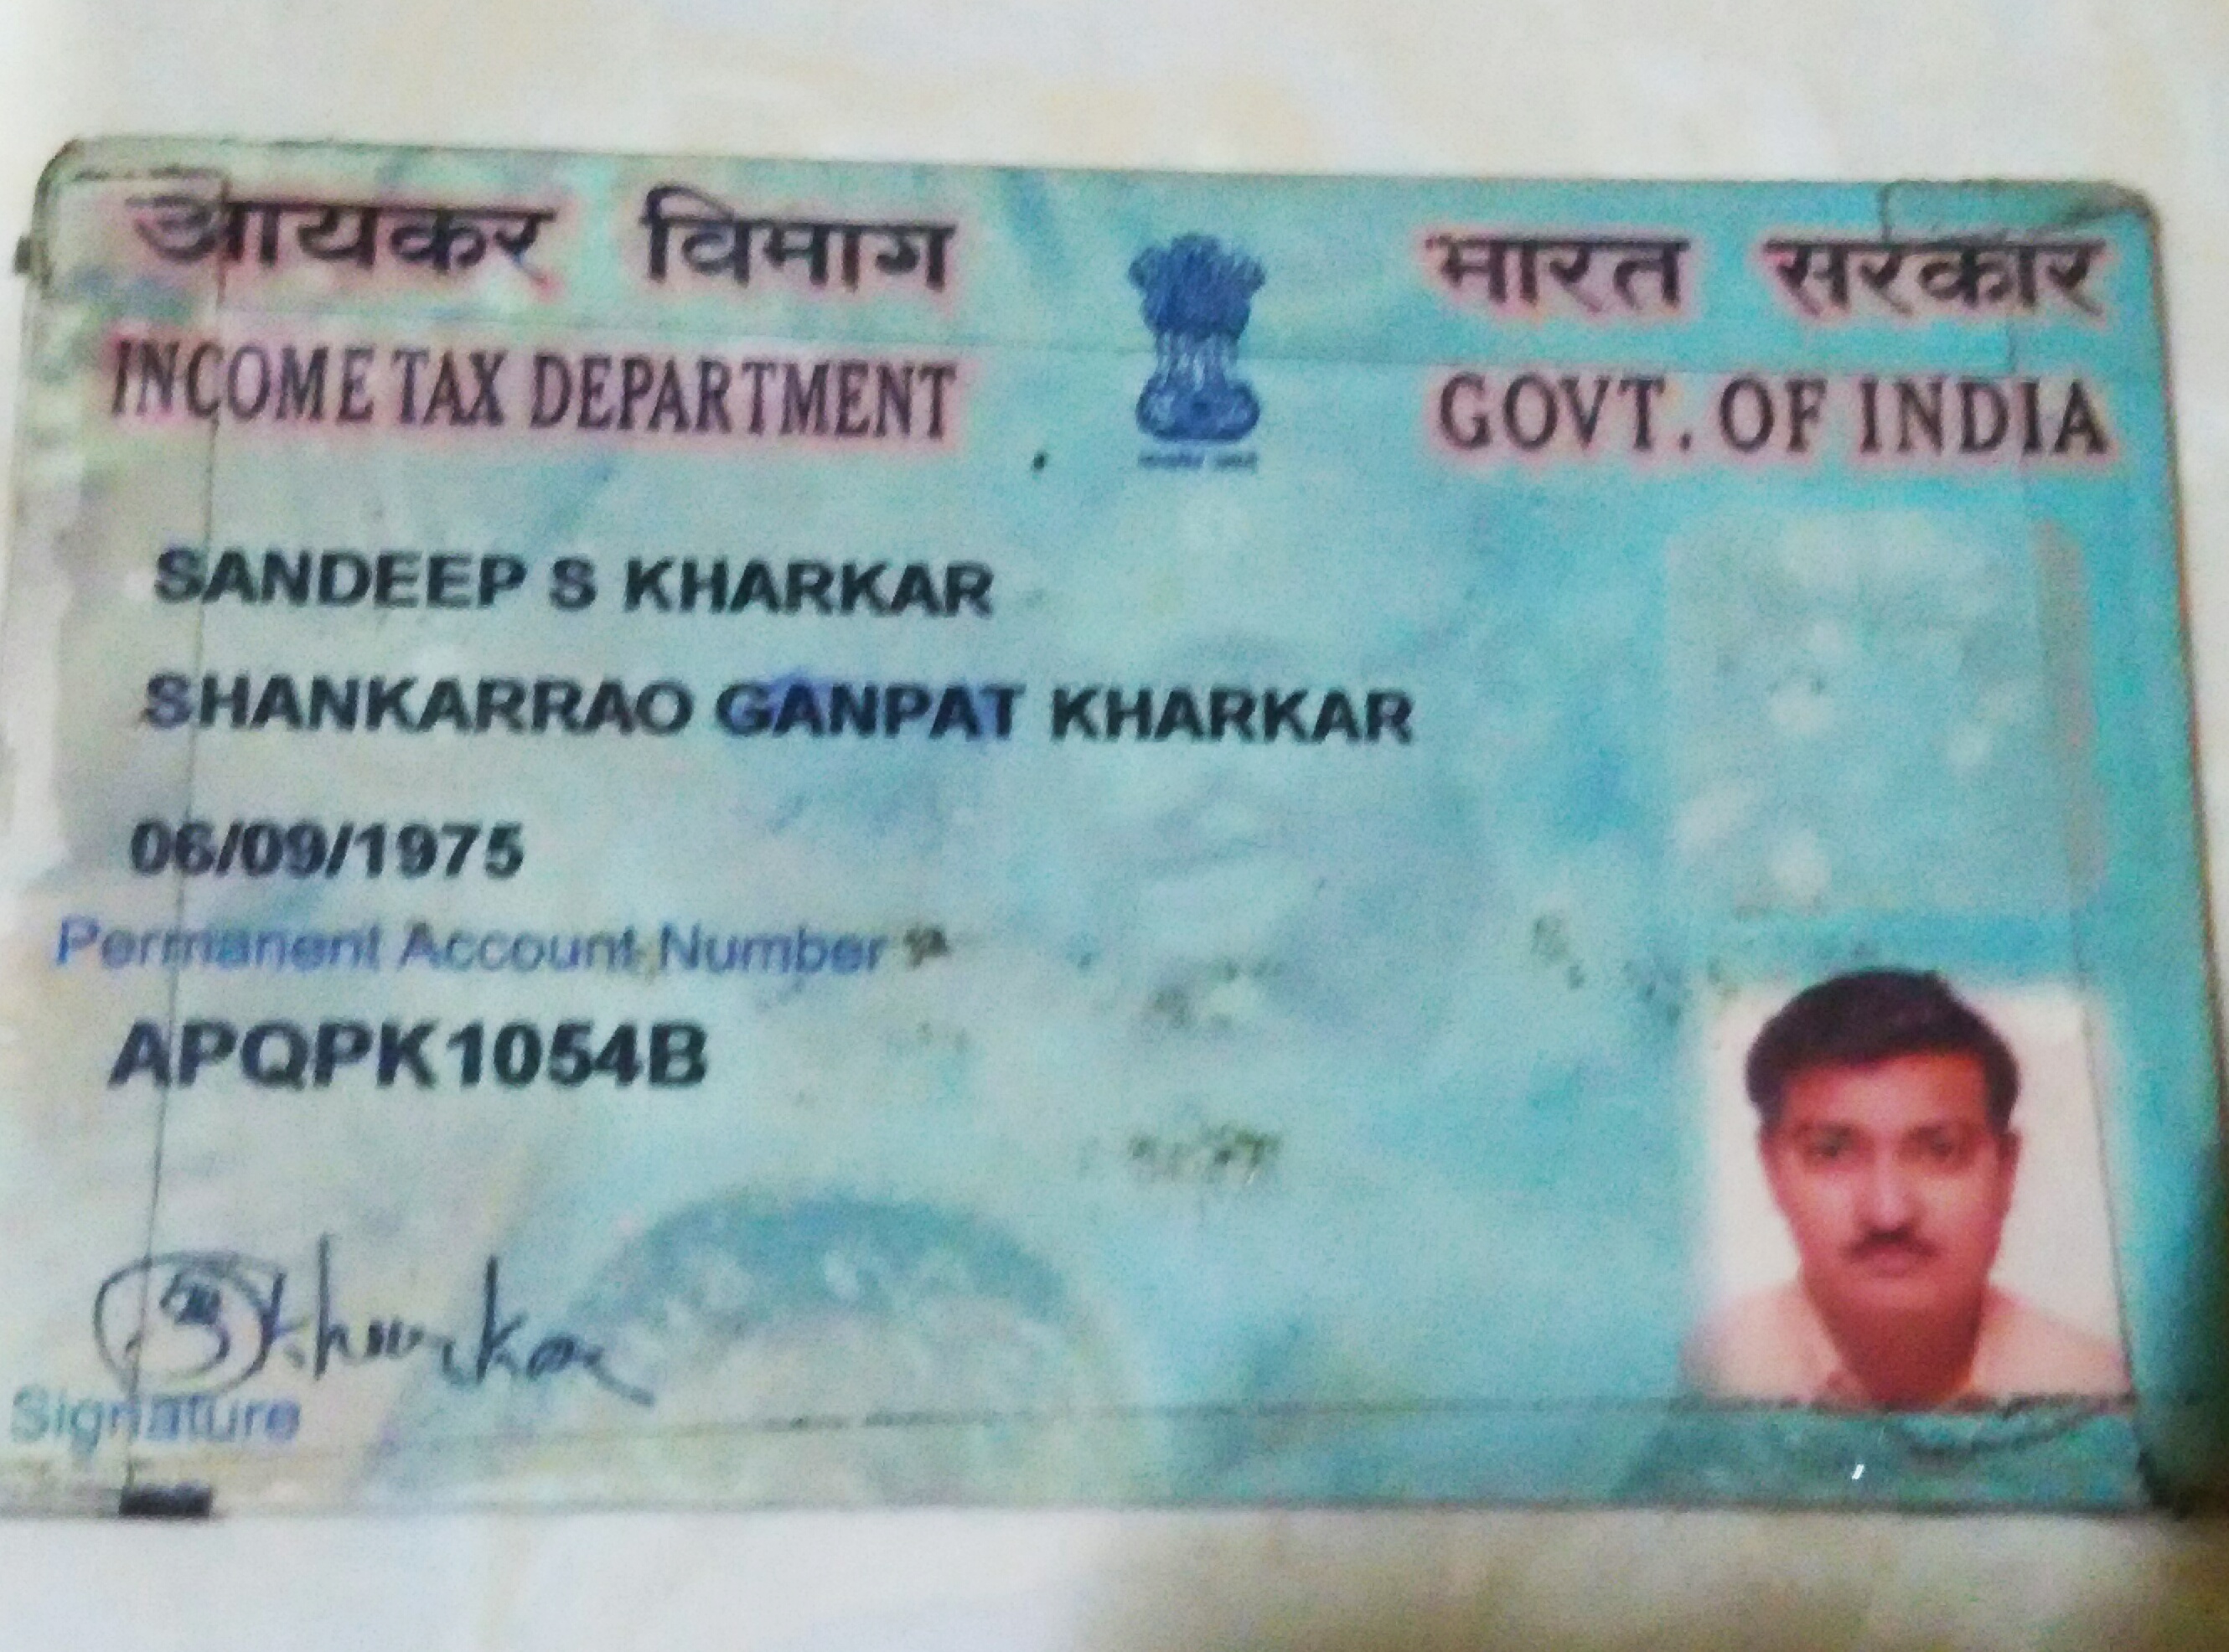 आयकर विभाग
INCOME TAX DEPARTMENT
भारत सरकार
GOVT. OF INDIA
SANDEEP S KHARKAR
SHANKARRAO GANPAT KHARKAR
06/09/1975
Permanent Account Number
APQPK1054B
Kharkar
Signature